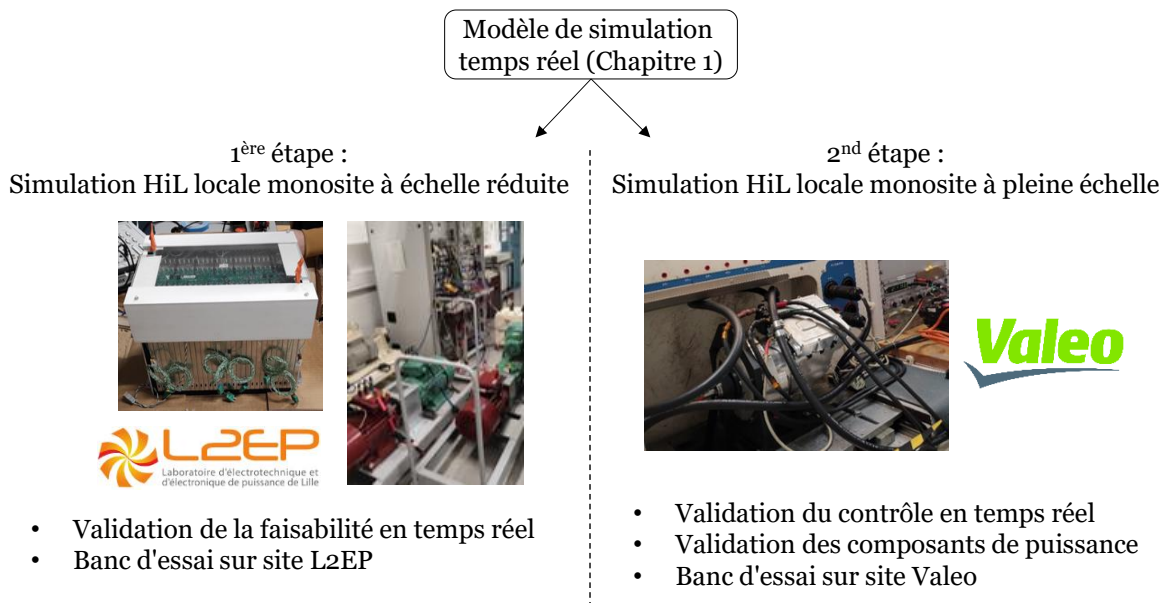 Modèle de simulation
temps réel (Chapitre 1)
1ère étape :
Simulation HiL locale monosite à échelle réduite
L2EP
Laboratoire d'électrotechnique et
d'électronique de puissance de Lille
• Validation de la faisabilité en temps réel
• Banc d'essai sur site L2EP
2nd étape :
Simulation HiL locale monosite à pleine échelle
Valeo
• Validation du contrôle en temps réel
• Validation des composants de puissance
• Banc d'essai sur site Valeo